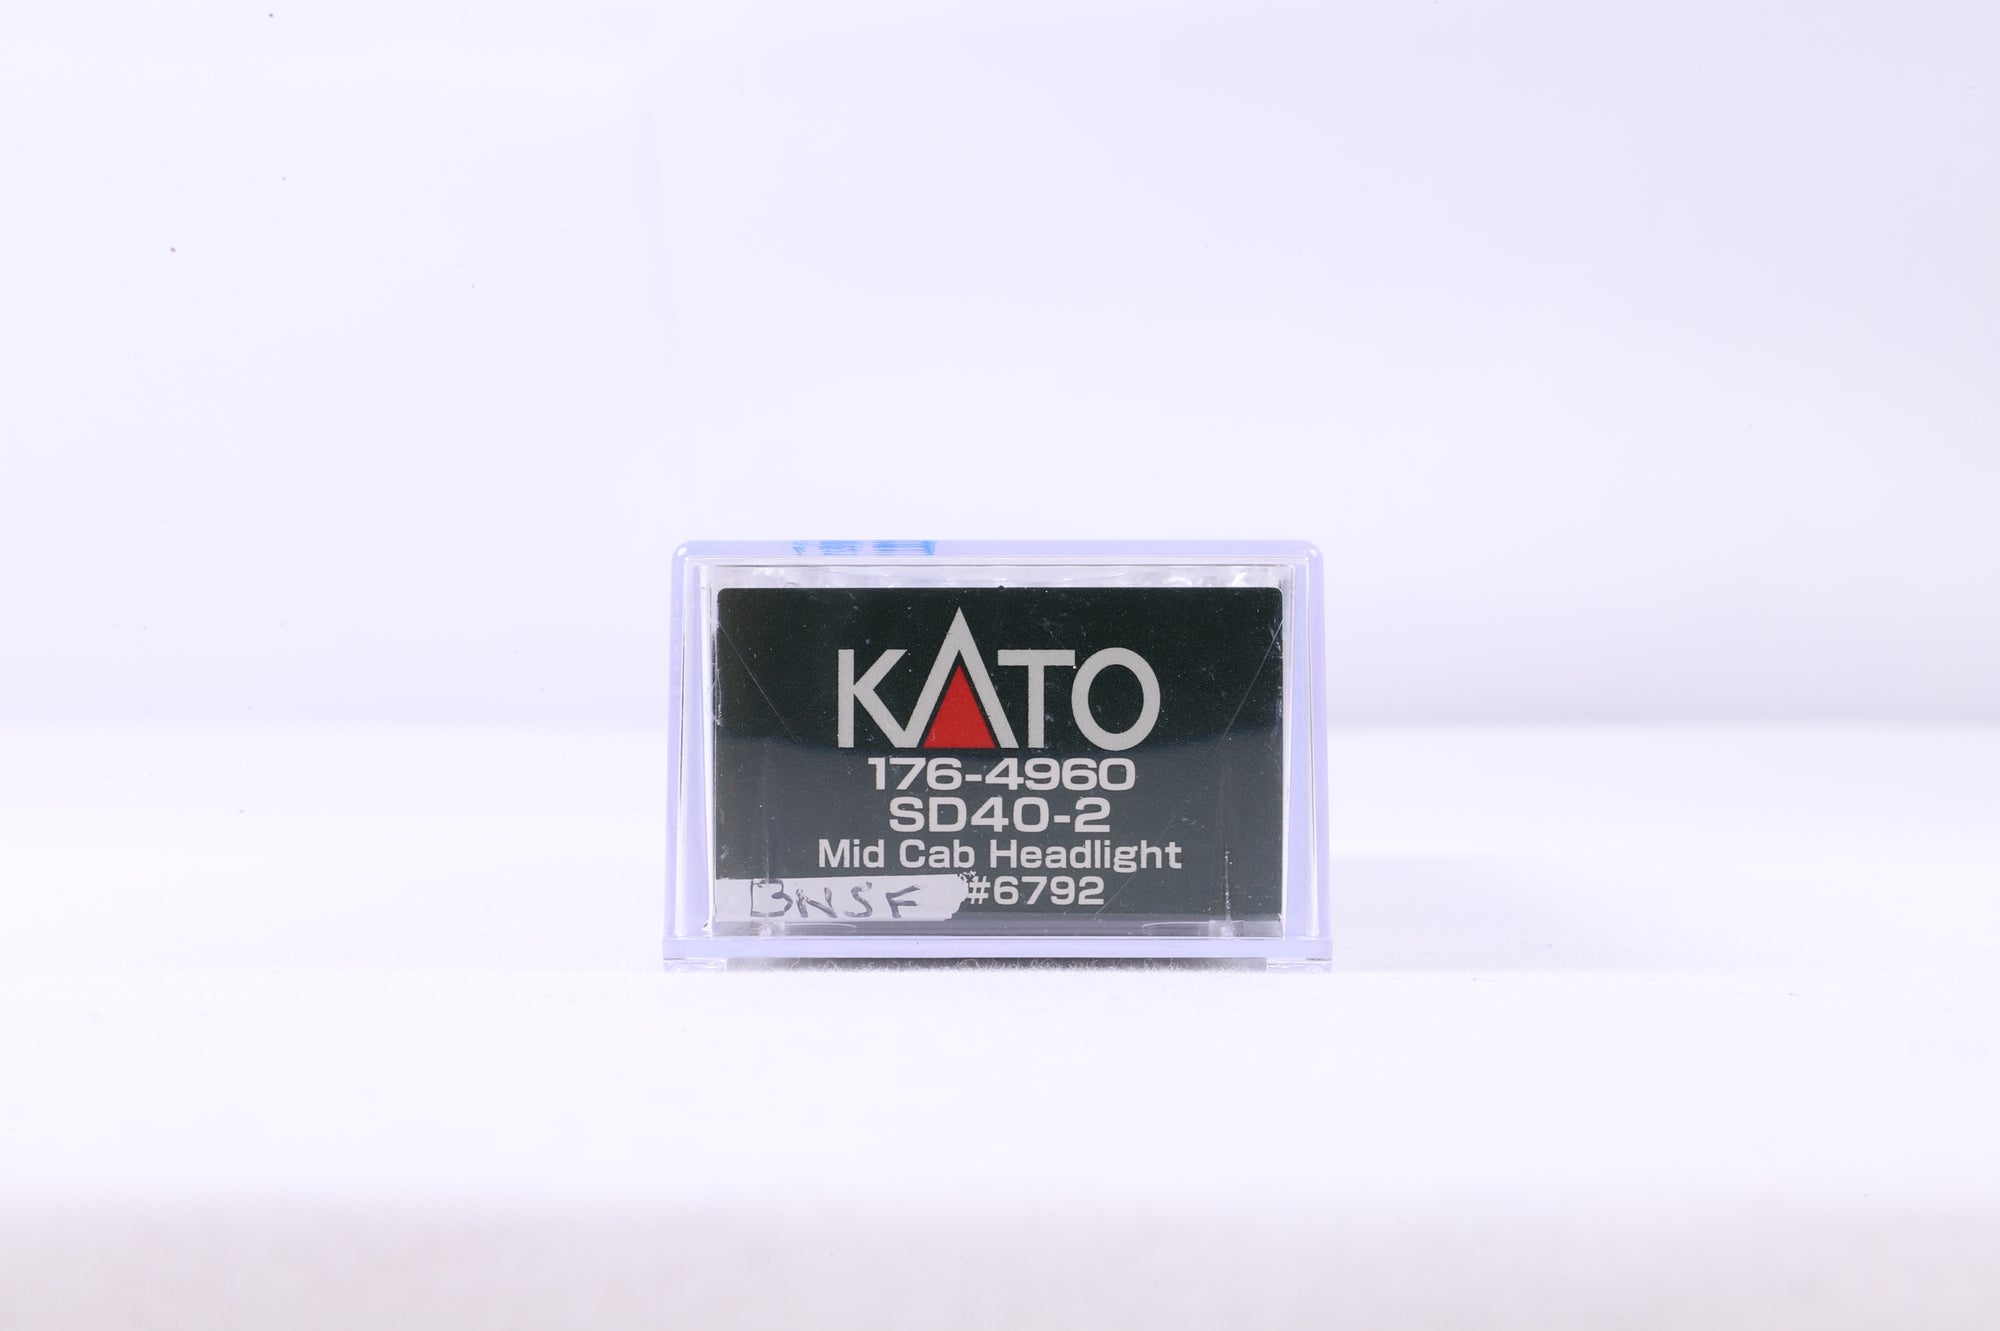 KATO
176-4960
SD40-2
Mid Cab Headlight
BNSF #6792